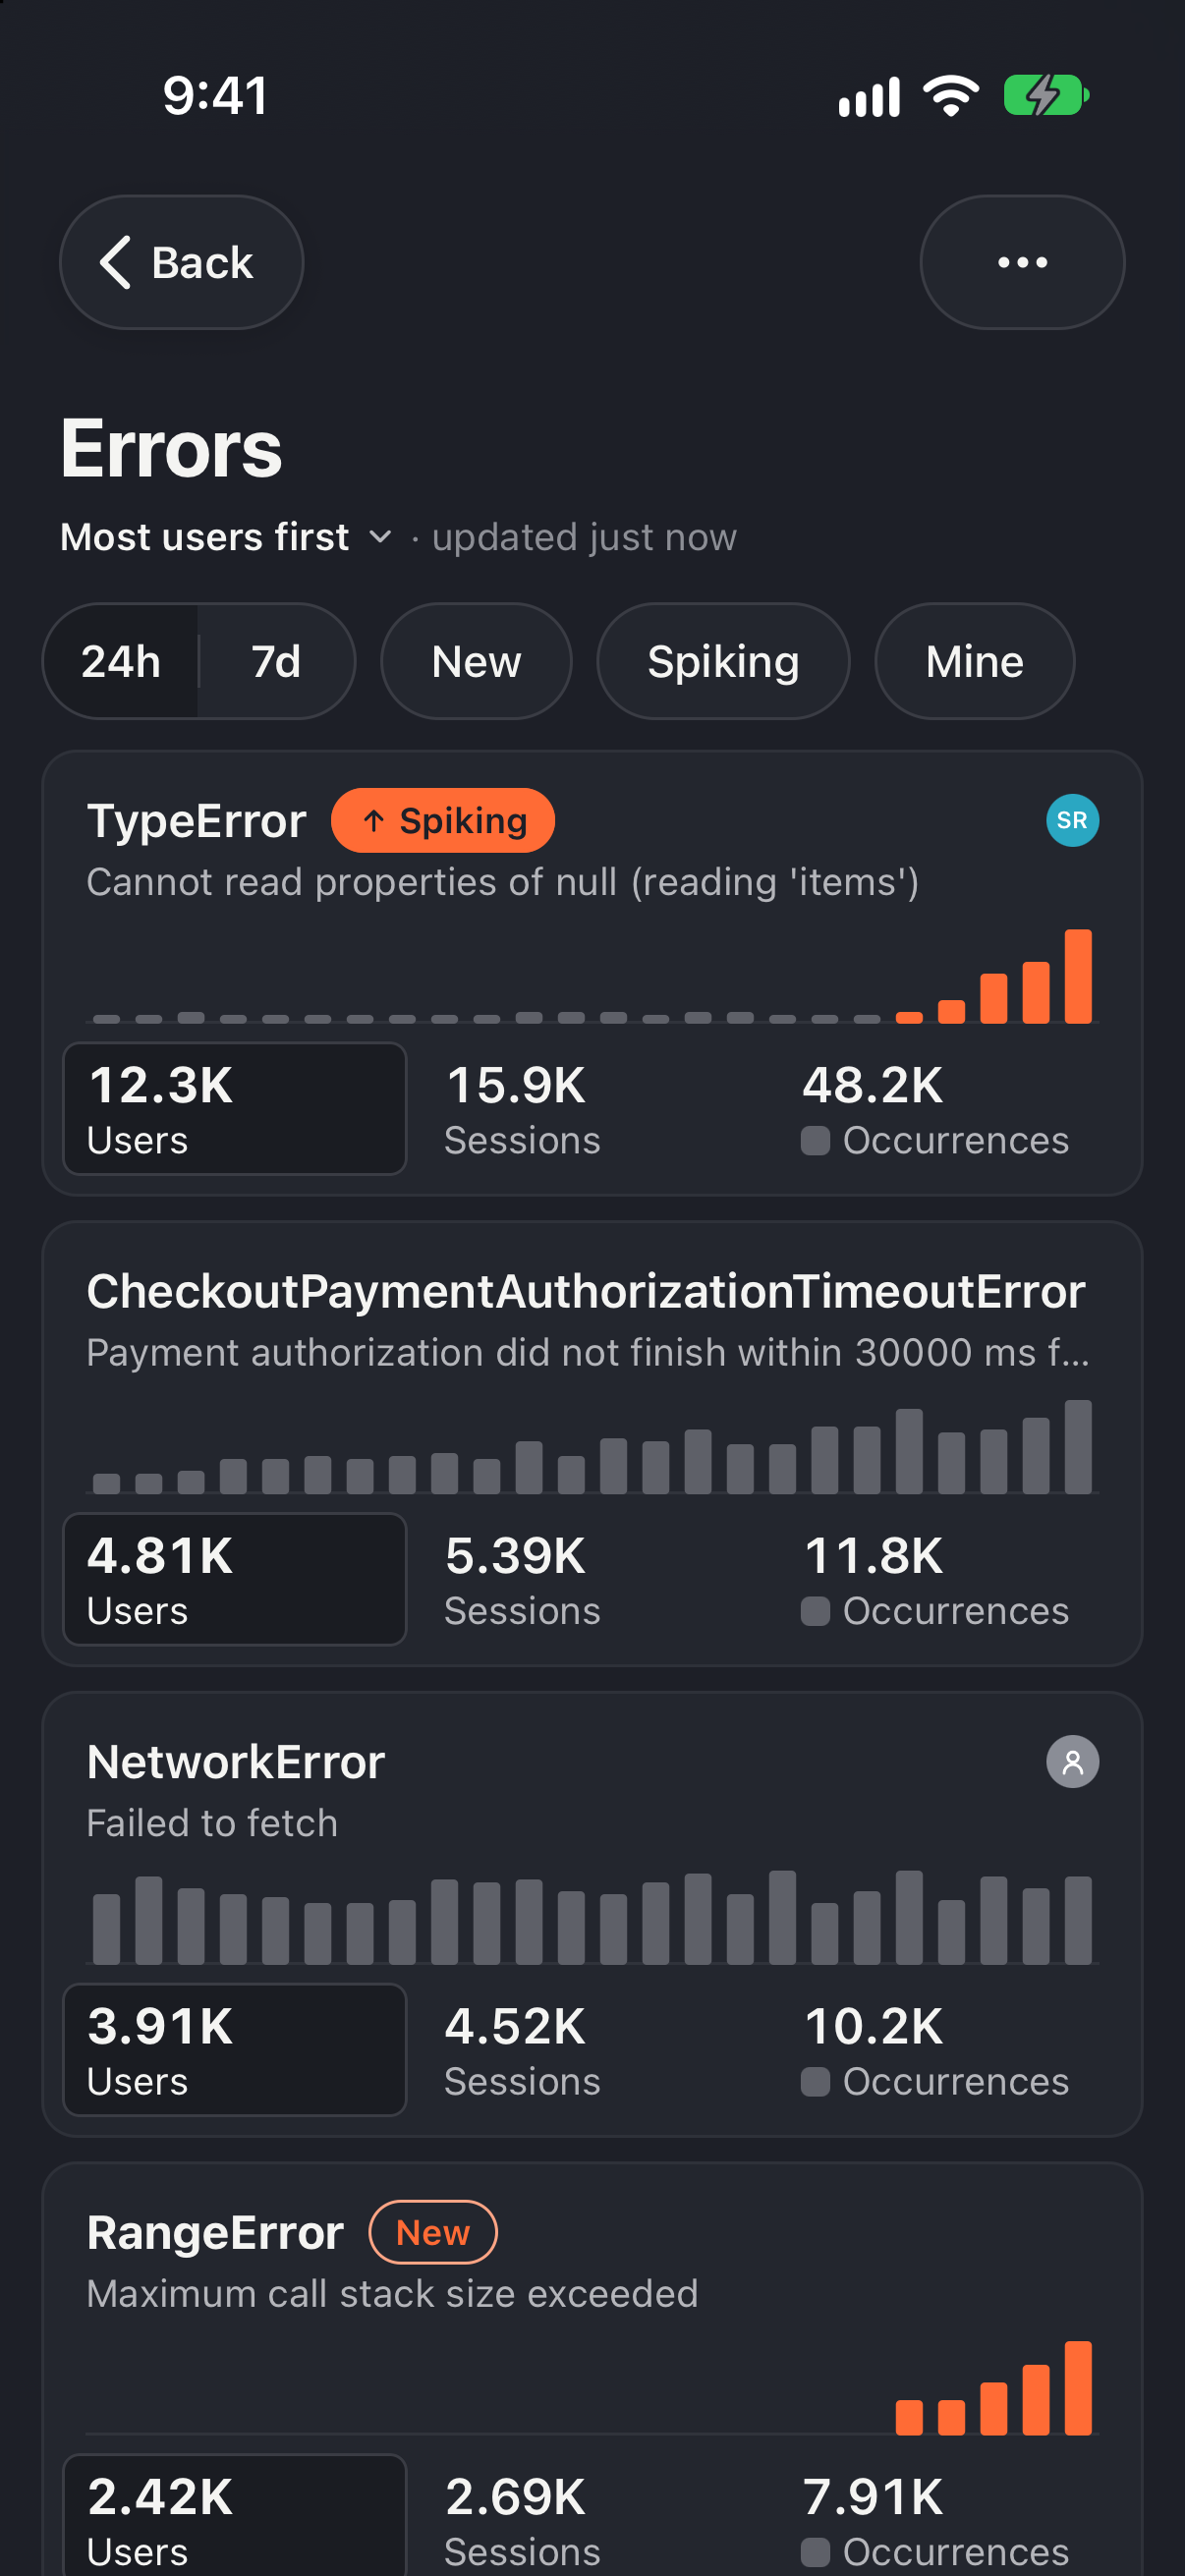 9:41
Back
Errors
Most users first · updated just now
24h 7d New Spiking Mine
TypeError ↑ Spiking SR
Cannot read properties of null (reading 'items')
12.3K 15.9K 48.2K
Users Sessions Occurrences
CheckoutPaymentAuthorizationTimeoutError
Payment authorization did not finish within 30000 ms f...
4.81K 5.39K 11.8K
Users Sessions Occurrences
NetworkError
Failed to fetch
3.91K 4.52K 10.2K
Users Sessions Occurrences
RangeError New
Maximum call stack size exceeded
2.42K 2.69K 7.91K
Users Sessions Occurrences